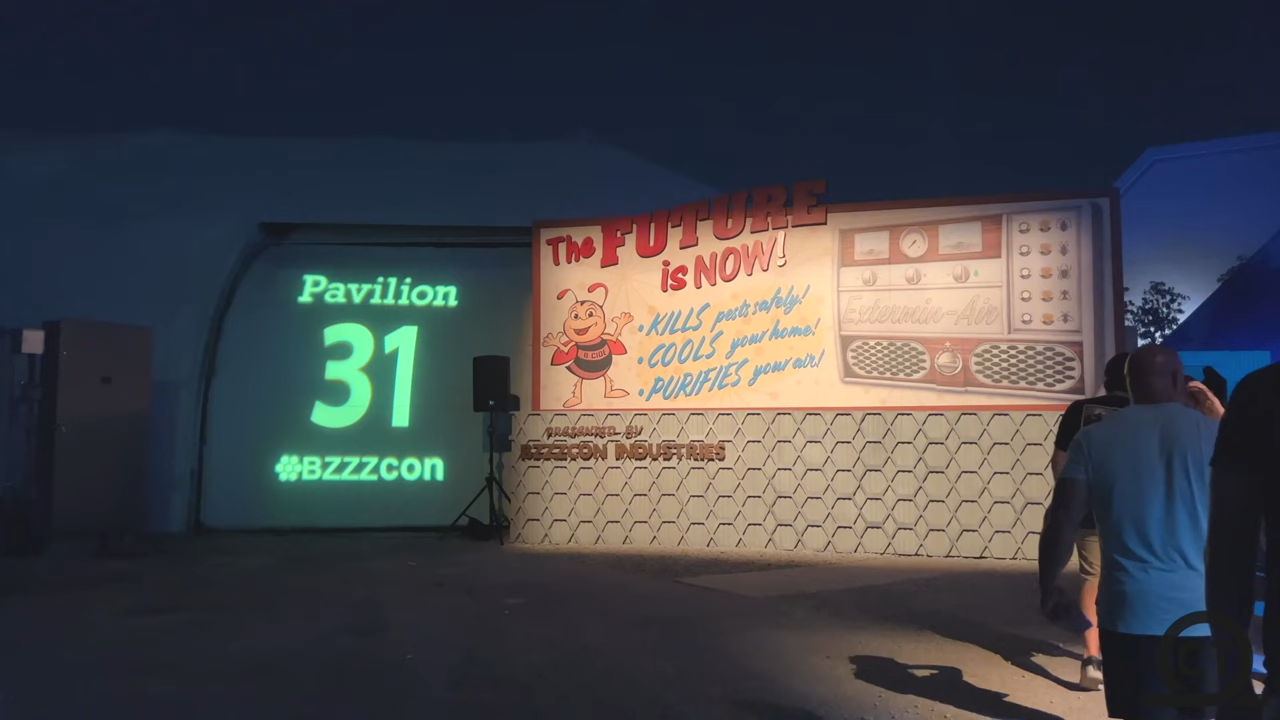 Pavilion
31
BZZZcon
The FUTURE
is NOW!
• KILLS pests safely!
• COOLS your home!
• PURIFIES your air!
B-CIDE
Extermin-Air
PRESENTED BY
BZZZCON INDUSTRIES